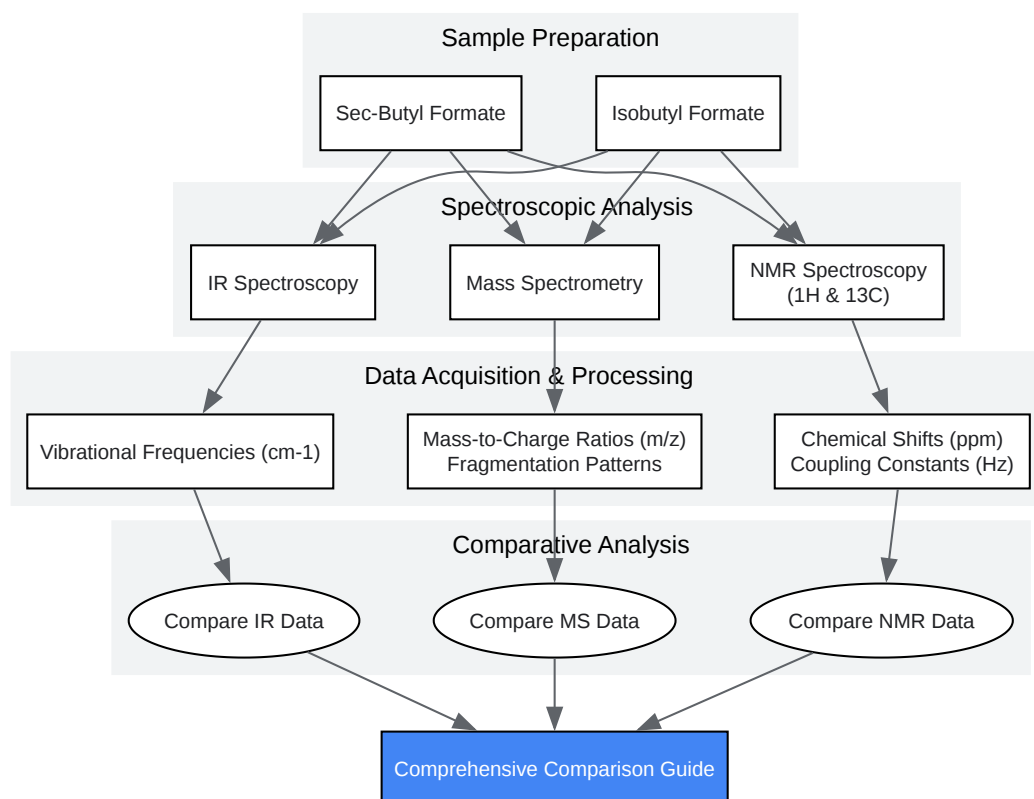 Sample Preparation
Sec-Butyl Formate
Isobutyl Formate
Spectroscopic Analysis
IR Spectroscopy
Mass Spectrometry
NMR Spectroscopy
(1H & 13C)
Data Acquisition & Processing
Vibrational Frequencies (cm-1)
Mass-to-Charge Ratios (m/z)
Fragmentation Patterns
Chemical Shifts (ppm)
Coupling Constants (Hz)
Comparative Analysis
Compare IR Data
Compare MS Data
Compare NMR Data
Comprehensive Comparison Guide